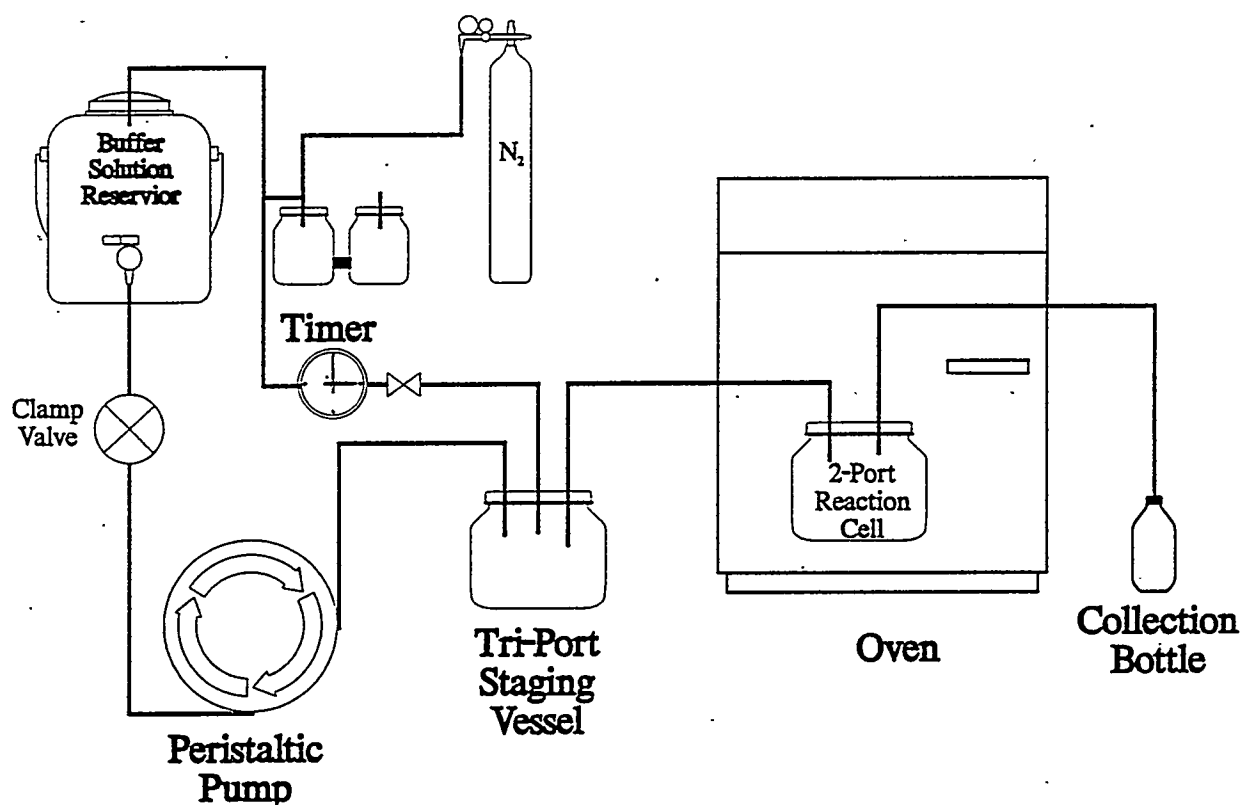 Buffer
Solution
Reservior
N₂
Timer
Clamp
Valve
2-Port
Reaction
Cell
Tri-Port
Staging
Vessel
Oven
Collection
Bottle
Peristaltic
Pump